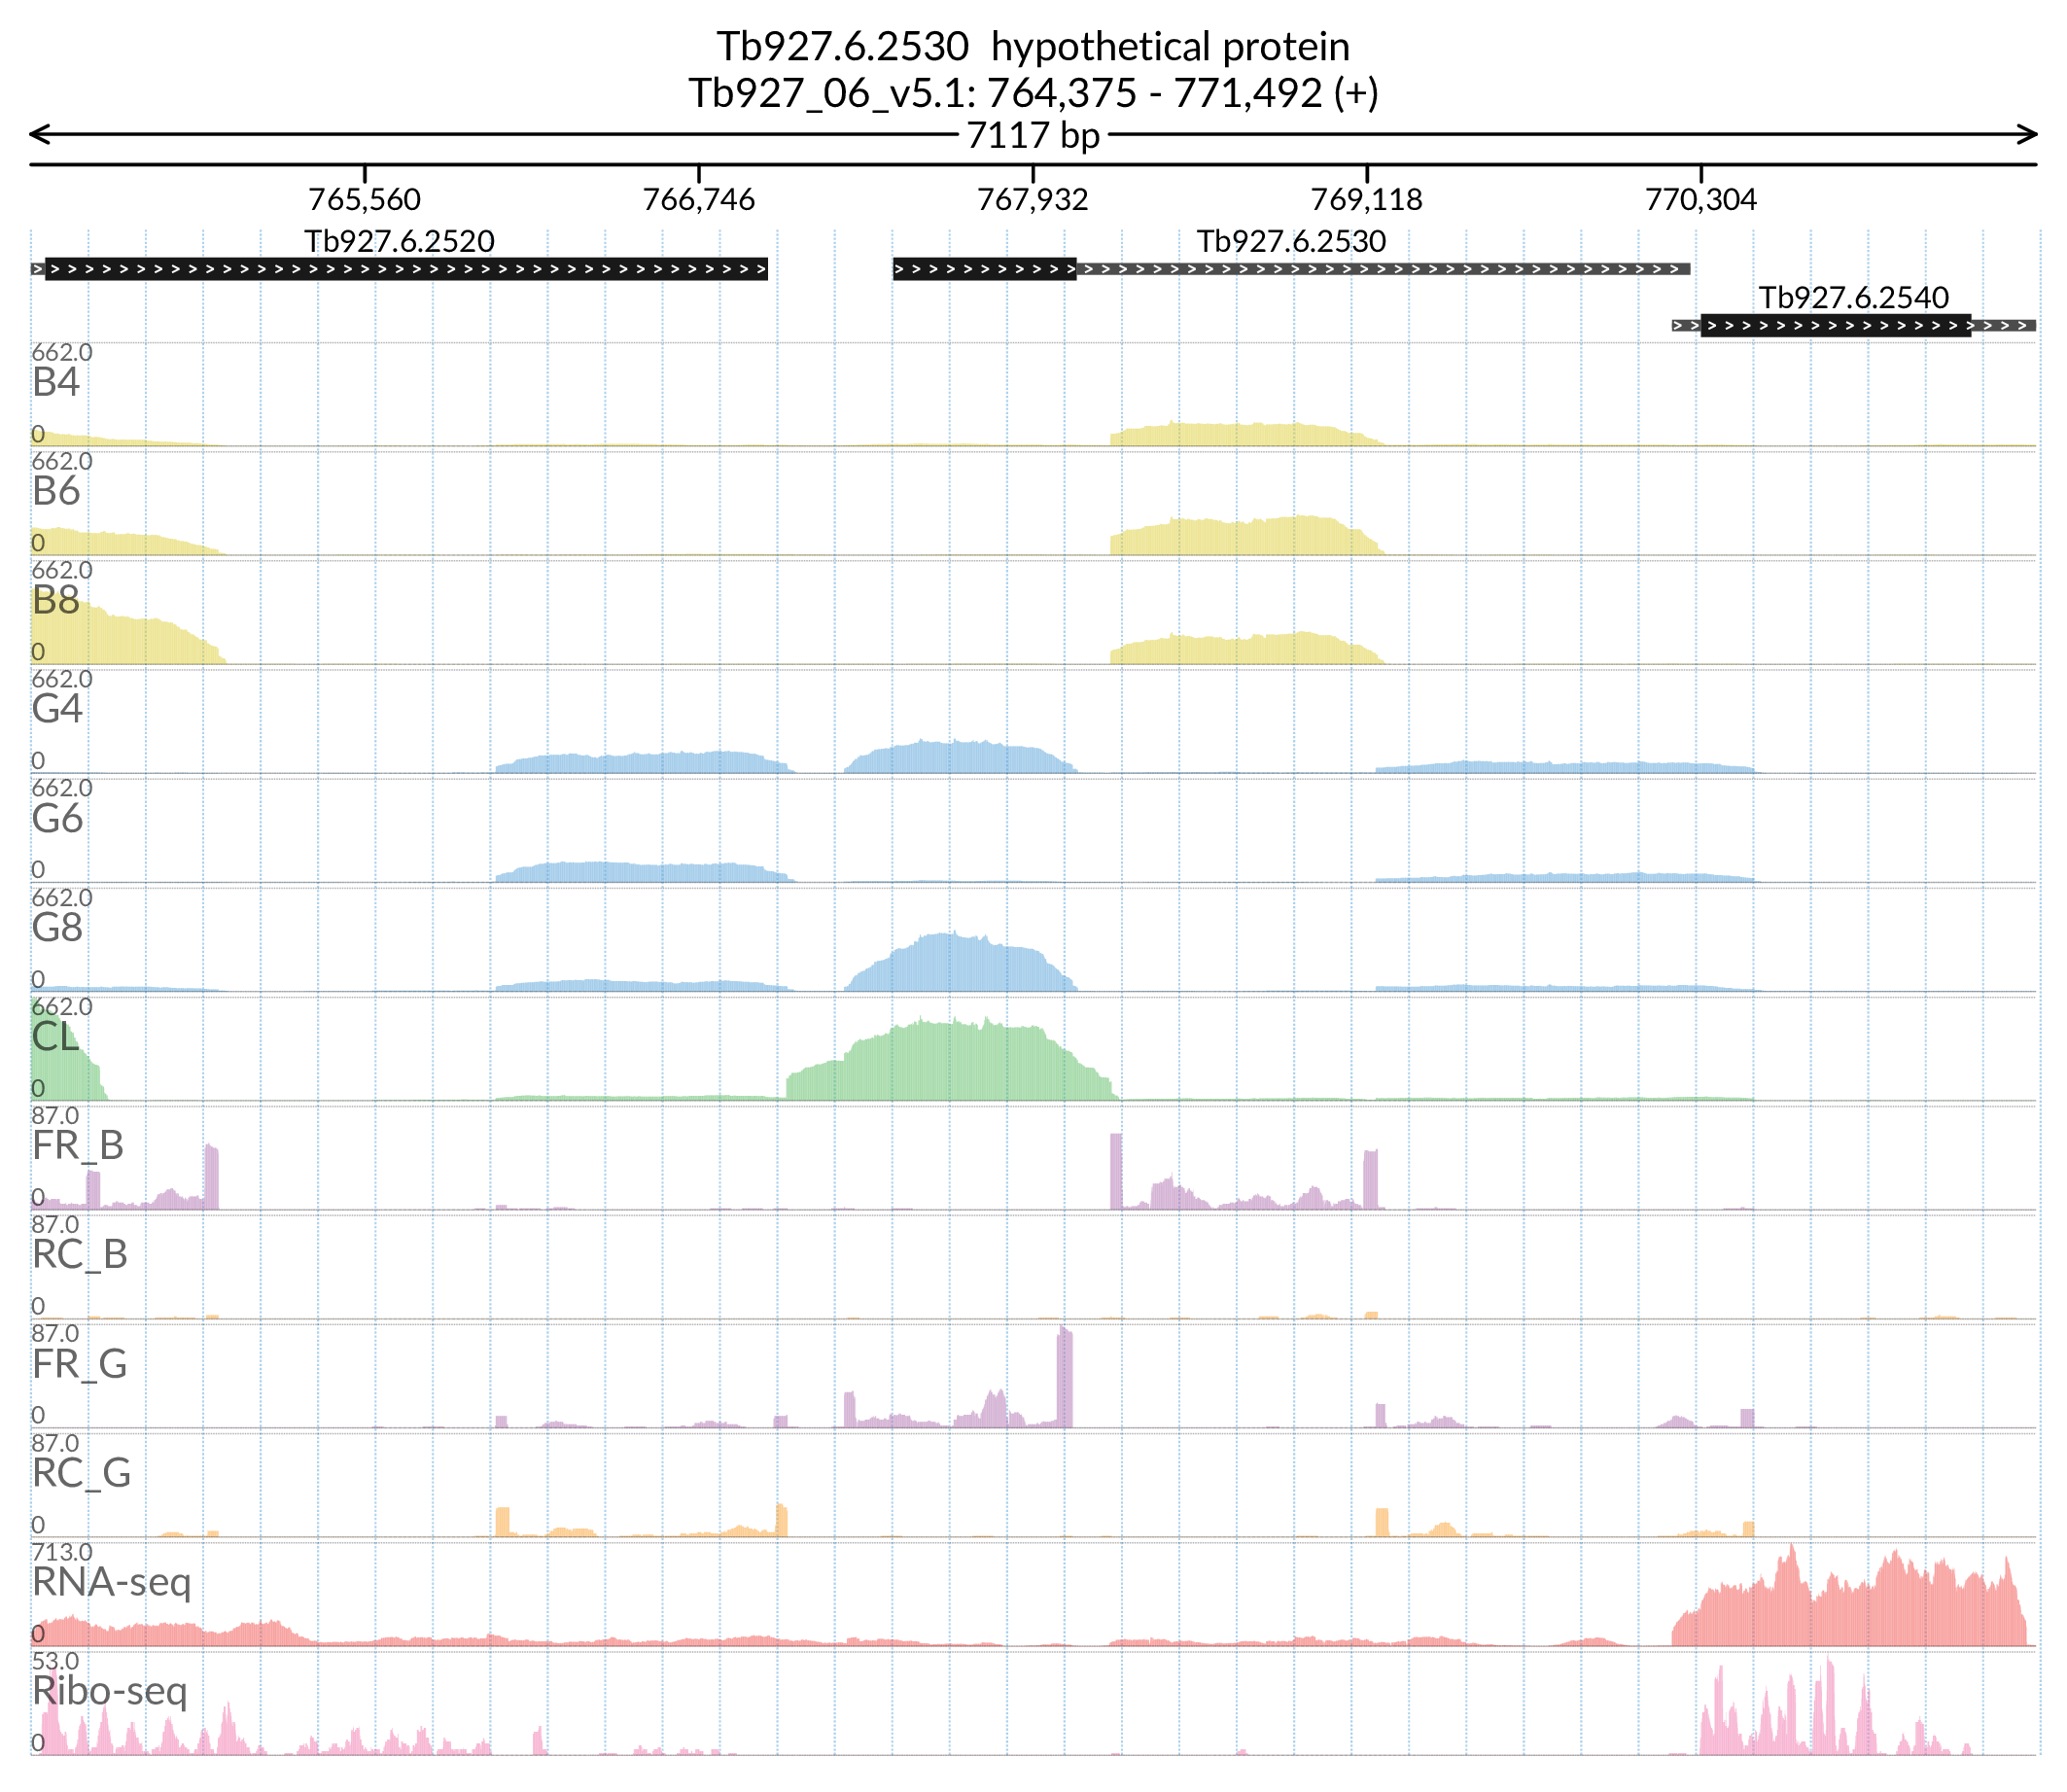 Tb927.6.2530  hypothetical protein
Tb927_06_v5.1: 764,375 - 771,492 (+)
7117 bp
765,560 766,746 767,932 769,118 770,304
Tb927.6.2520 Tb927.6.2530
Tb927.6.2540
662.0
B4
0
662.0
B6
0
662.0
B8
0
662.0
G4
0
662.0
G6
0
662.0
G8
0
662.0
CL
0
87.0
FR_B
0
87.0
RC_B
0
87.0
FR_G
0
87.0
RC_G
0
713.0
RNA-seq
0
53.0
Ribo-seq
0